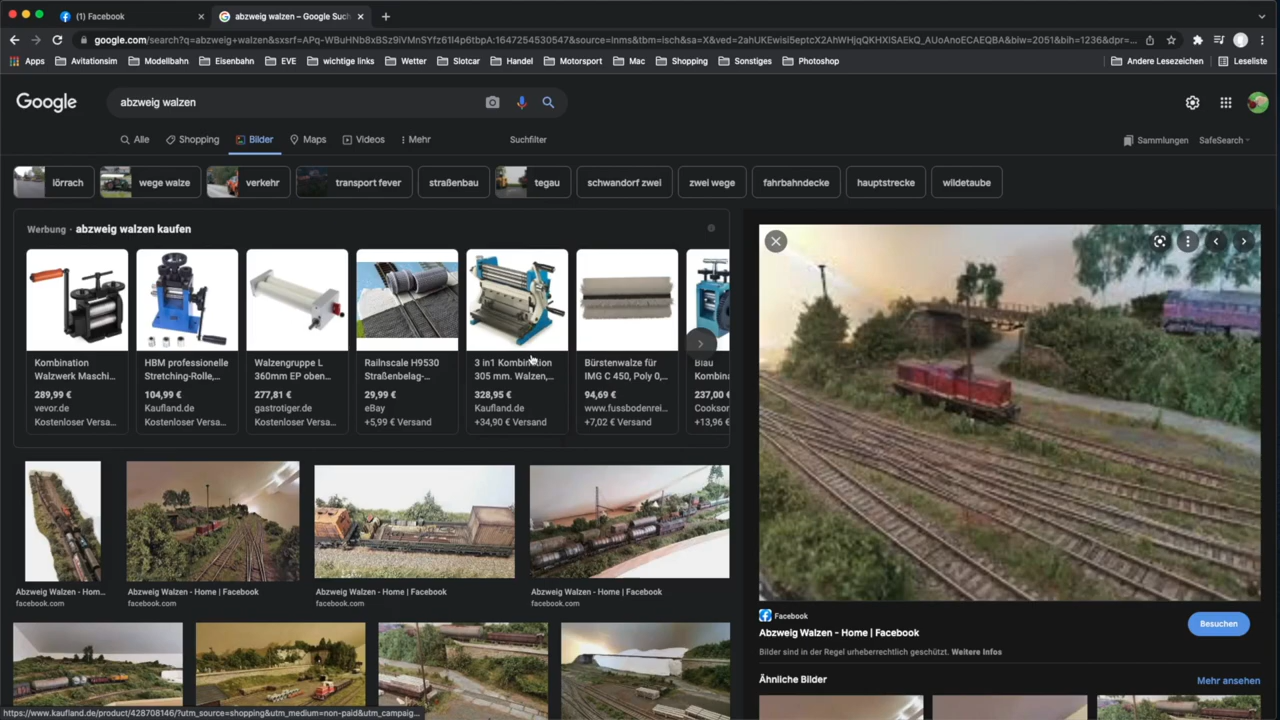 (1) Facebook
abzweig walzen – Google Such
google.com/search?q=abzweig+walzen&sxsrf=APq-WBuHNb8xBSz9iVMnSYfz61I4p6tbpA:1647254530547&source=lnms&tbm=isch&sa=X&ved=2ahUKEwisi5eptcX2AhWHjqQKHXlSAEkQ_AUoAnoECAEQBA&biw=2051&bih=1236&dpr=...
Apps
Avitationsim
Modellbahn
Eisenbahn
EVE
wichtige links
Wetter
Slotcar
Handel
Motorsport
Mac
Shopping
Sonstiges
Photoshop
Andere Lesezeichen
Leseliste
Google
abzweig walzen
Alle
Shopping
Bilder
Maps
Videos
Mehr
Suchfilter
Sammlungen
SafeSearch
lörrach
wege walze
verkehr
transport fever
straßenbau
tegau
schwandorf zwei
zwei wege
fahrbahndecke
hauptstrecke
wildetaube
Werbung · abzweig walzen kaufen
Kombination
Walzwerk Maschi...
289,99 €
vevor.de
Kostenloser Versa...
HBM professionelle
Stretching-Rolle,...
104,99 €
Kaufland.de
Kostenloser Versa...
Walzengruppe L
360mm EP oben...
277,81 €
gastrotiger.de
Kostenloser Versa...
Railnscale H9530
Straßenbelag-...
29,99 €
eBay
+5,99 € Versand
3 in1 Kombination
305 mm. Walzen,...
328,95 €
Kaufland.de
+34,90 € Versand
Bürstenwalze für
IMG C 450, Poly 0,...
94,69 €
www.fussbodenrei...
+7,02 € Versand
Blau
Kombina
237,00 €
Cookson
+13,96 €
Abzweig Walzen - Hom...
facebook.com
Abzweig Walzen - Home | Facebook
facebook.com
Abzweig Walzen - Home | Facebook
facebook.com
Abzweig Walzen - Home | Facebook
facebook.com
Facebook
Abzweig Walzen - Home | Facebook
Besuchen
Bilder sind in der Regel urheberrechtlich geschützt. Weitere Infos
Ähnliche Bilder
Mehr ansehen
https://www.kaufland.de/product/428708146/?utm_source=shopping&utm_medium=non-paid&utm_campaig...